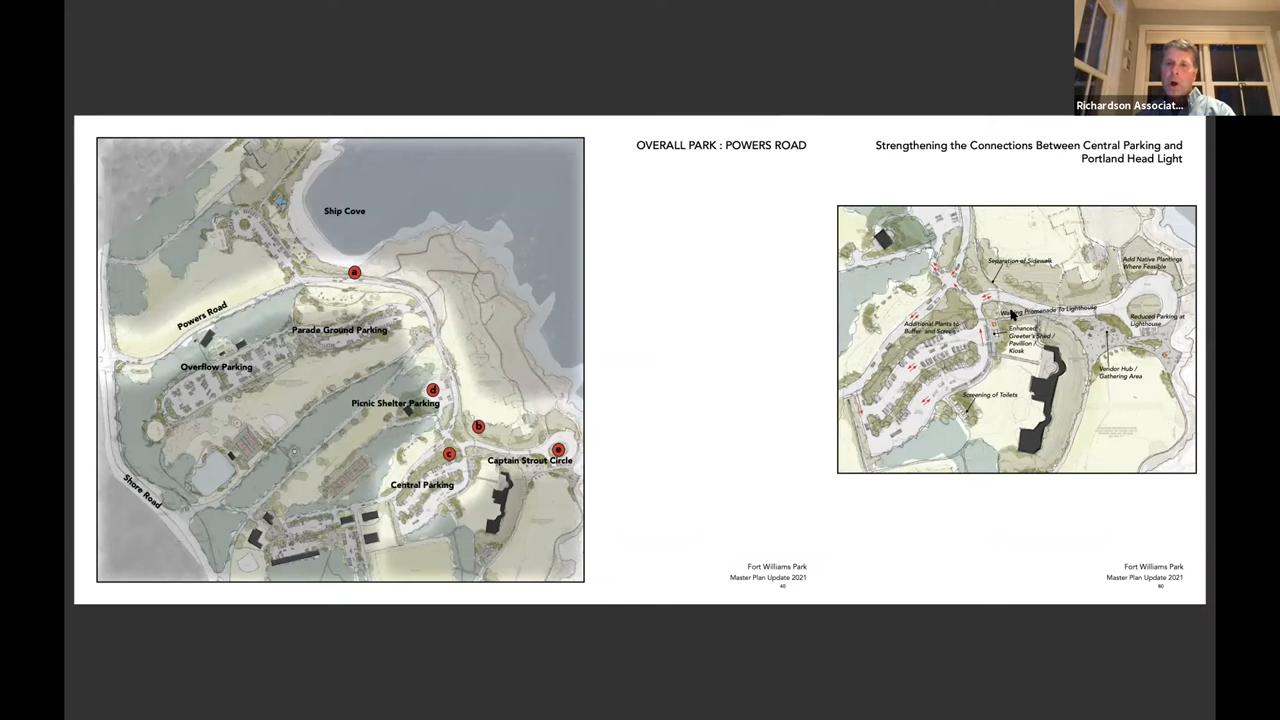 Richardson Associat...
OVERALL PARK : POWERS ROAD
Strengthening the Connections Between Central Parking and
Portland Head Light
Ship Cove
a
Powers Road
Parade Ground Parking
Overflow Parking
d
Picnic Shelter Parking
b
c
e
Captain Strout Circle
Central Parking
Shore Road
Separation of Sidewalk
Add Native Plantings
Where Feasible
Walking Promenade To Lighthouse
Additional Plants to
Buffer and Screen
Enhanced
Greeter's Shed /
Pavillion /
Kiosk
Reduced Parking at
Lighthouse
Vendor Hub /
Gathering Area
Screening of Toilets
Fort Williams Park
Master Plan Update 2021
Fort Williams Park
Master Plan Update 2021
60